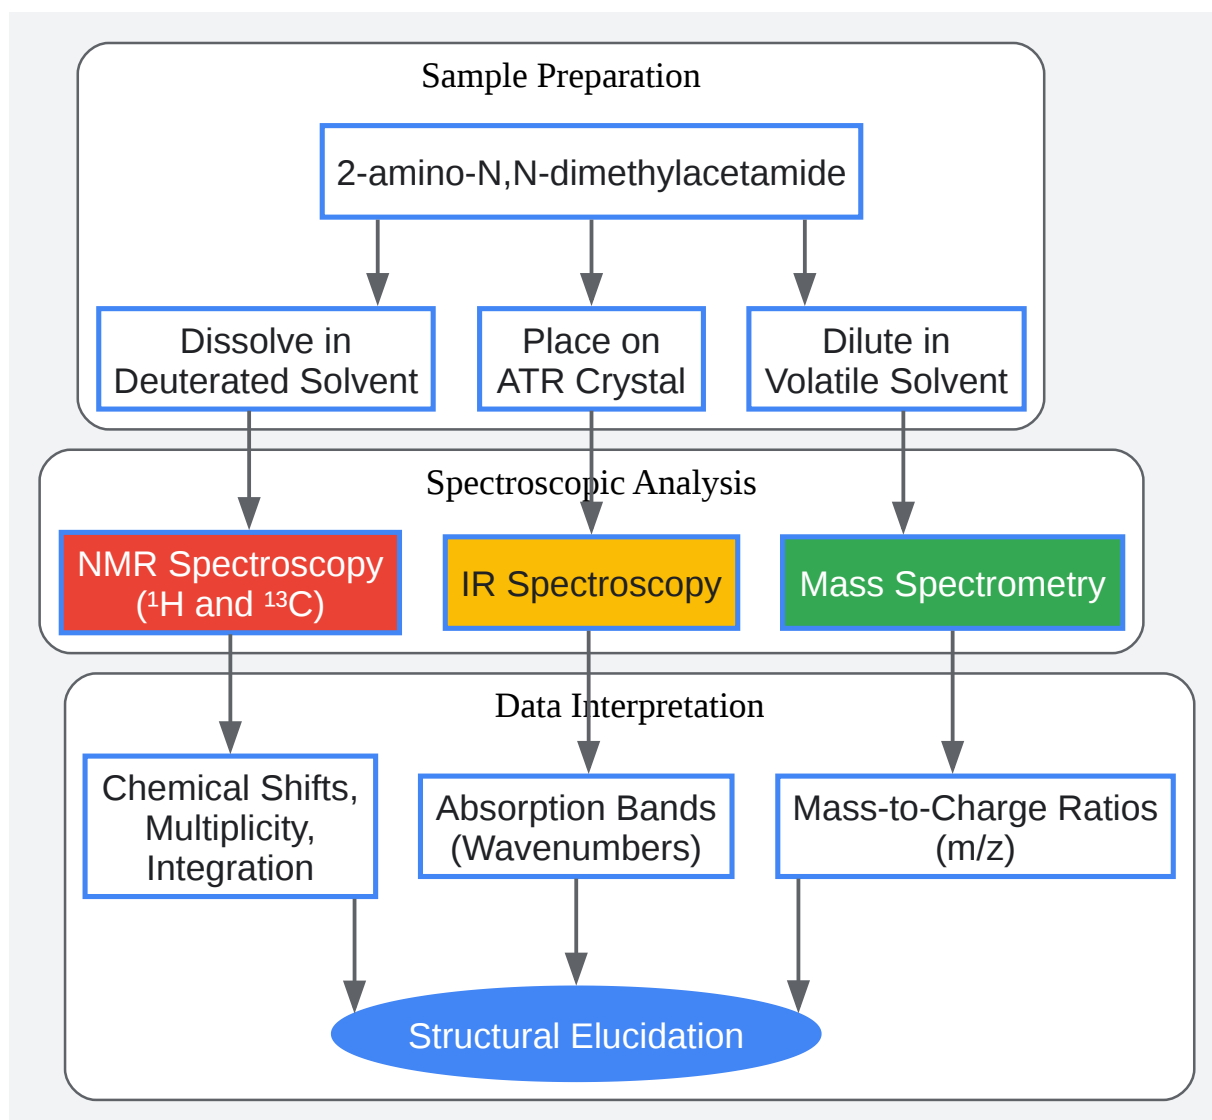 Sample Preparation
2-amino-N,N-dimethylacetamide
Dissolve in
Deuterated Solvent
Place on
ATR Crystal
Dilute in
Volatile Solvent
Spectroscopic Analysis
NMR Spectroscopy
(¹H and ¹³C)
IR Spectroscopy
Mass Spectrometry
Data Interpretation
Chemical Shifts,
Multiplicity,
Integration
Absorption Bands
(Wavenumbers)
Mass-to-Charge Ratios
(m/z)
Structural Elucidation